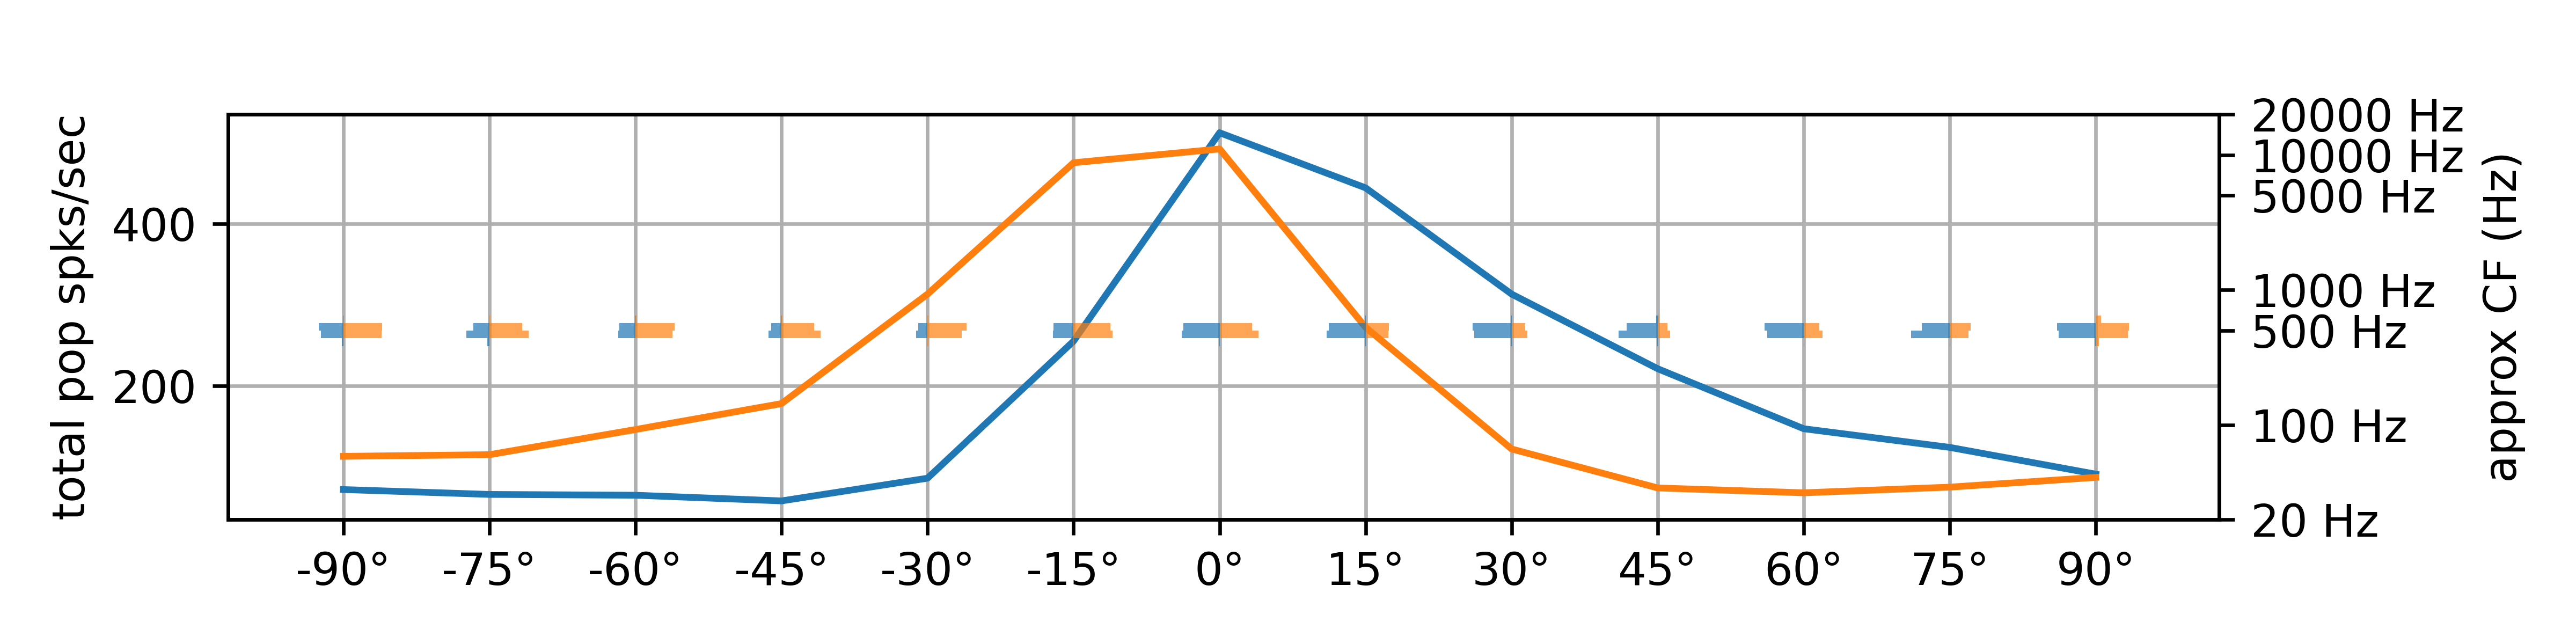 total pop spks/sec
400
200
20000 Hz
10000 Hz
5000 Hz
1000 Hz
500 Hz
100 Hz
20 Hz
approx CF (Hz)
-90° -75° -60° -45° -30° -15° 0° 15° 30° 45° 60° 75° 90°